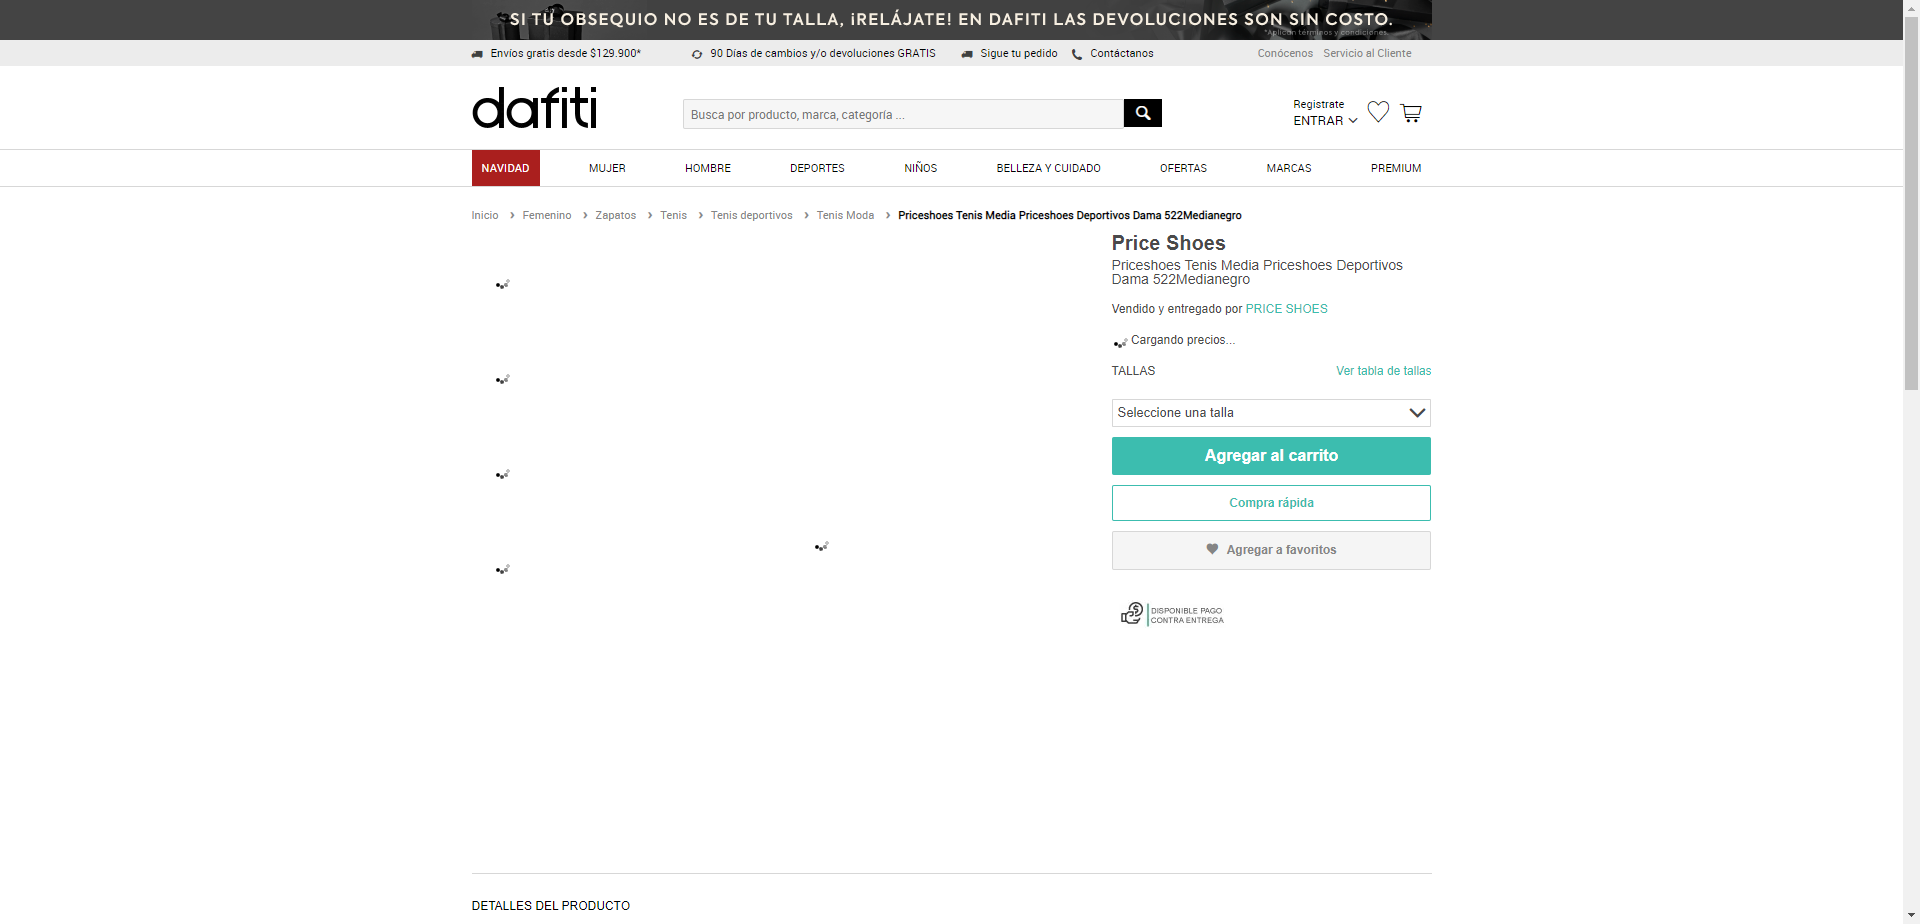 SI TU OBSEQUIO NO ES DE TU TALLA, ¡RELÁJATE! EN DAFITI LAS DEVOLUCIONES SON SIN COSTO.
*Aplican términos y condiciones.
Envíos gratis desde $129.900*
90 Días de cambios y/o devoluciones GRATIS
Sigue tu pedido
Contáctanos
Conócenos
Servicio al Cliente
dafiti
Busca por producto, marca, categoría ...
Registrate
ENTRAR
NAVIDAD
MUJER
HOMBRE
DEPORTES
NIÑOS
BELLEZA Y CUIDADO
OFERTAS
MARCAS
PREMIUM
Inicio › Femenino › Zapatos › Tenis › Tenis deportivos › Tenis Moda › Priceshoes Tenis Media Priceshoes Deportivos Dama 522Medianegro
Price Shoes
Priceshoes Tenis Media Priceshoes Deportivos
Dama 522Medianegro
Vendido y entregado por PRICE SHOES
Cargando precios...
TALLAS
Ver tabla de tallas
Seleccione una talla
Agregar al carrito
Compra rápida
Agregar a favoritos
DISPONIBLE PAGO
CONTRA ENTREGA
DETALLES DEL PRODUCTO